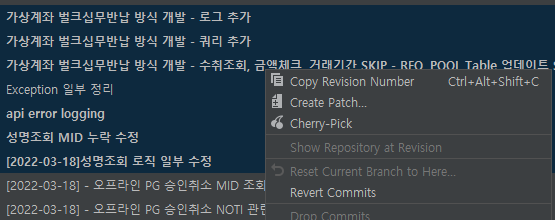 가상계좌 벌크십무반납 방식 개발 - 로그 추가
가상계좌 벌크십무반납 방식 개발 - 쿼리 추가
가상계좌 벌크십무반납 방식 개발 - 수취조회, 금액체크, 거래기간 SKIP - RFO_POOL Table 업데이트
Exception 일부 정리
api error logging
성명조회 MID 누락 수정
[2022-03-18]성명조회 로직 일부 수정
[2022-03-18] - 오프라인 PG 승인취소 MID 조회
[2022-03-18] - 오프라인 PG 승인취소 NOTI 관련
Copy Revision Number Ctrl+Alt+Shift+C
Create Patch...
Cherry-Pick
Show Repository at Revision
Reset Current Branch to Here...
Revert Commits
Drop Commits